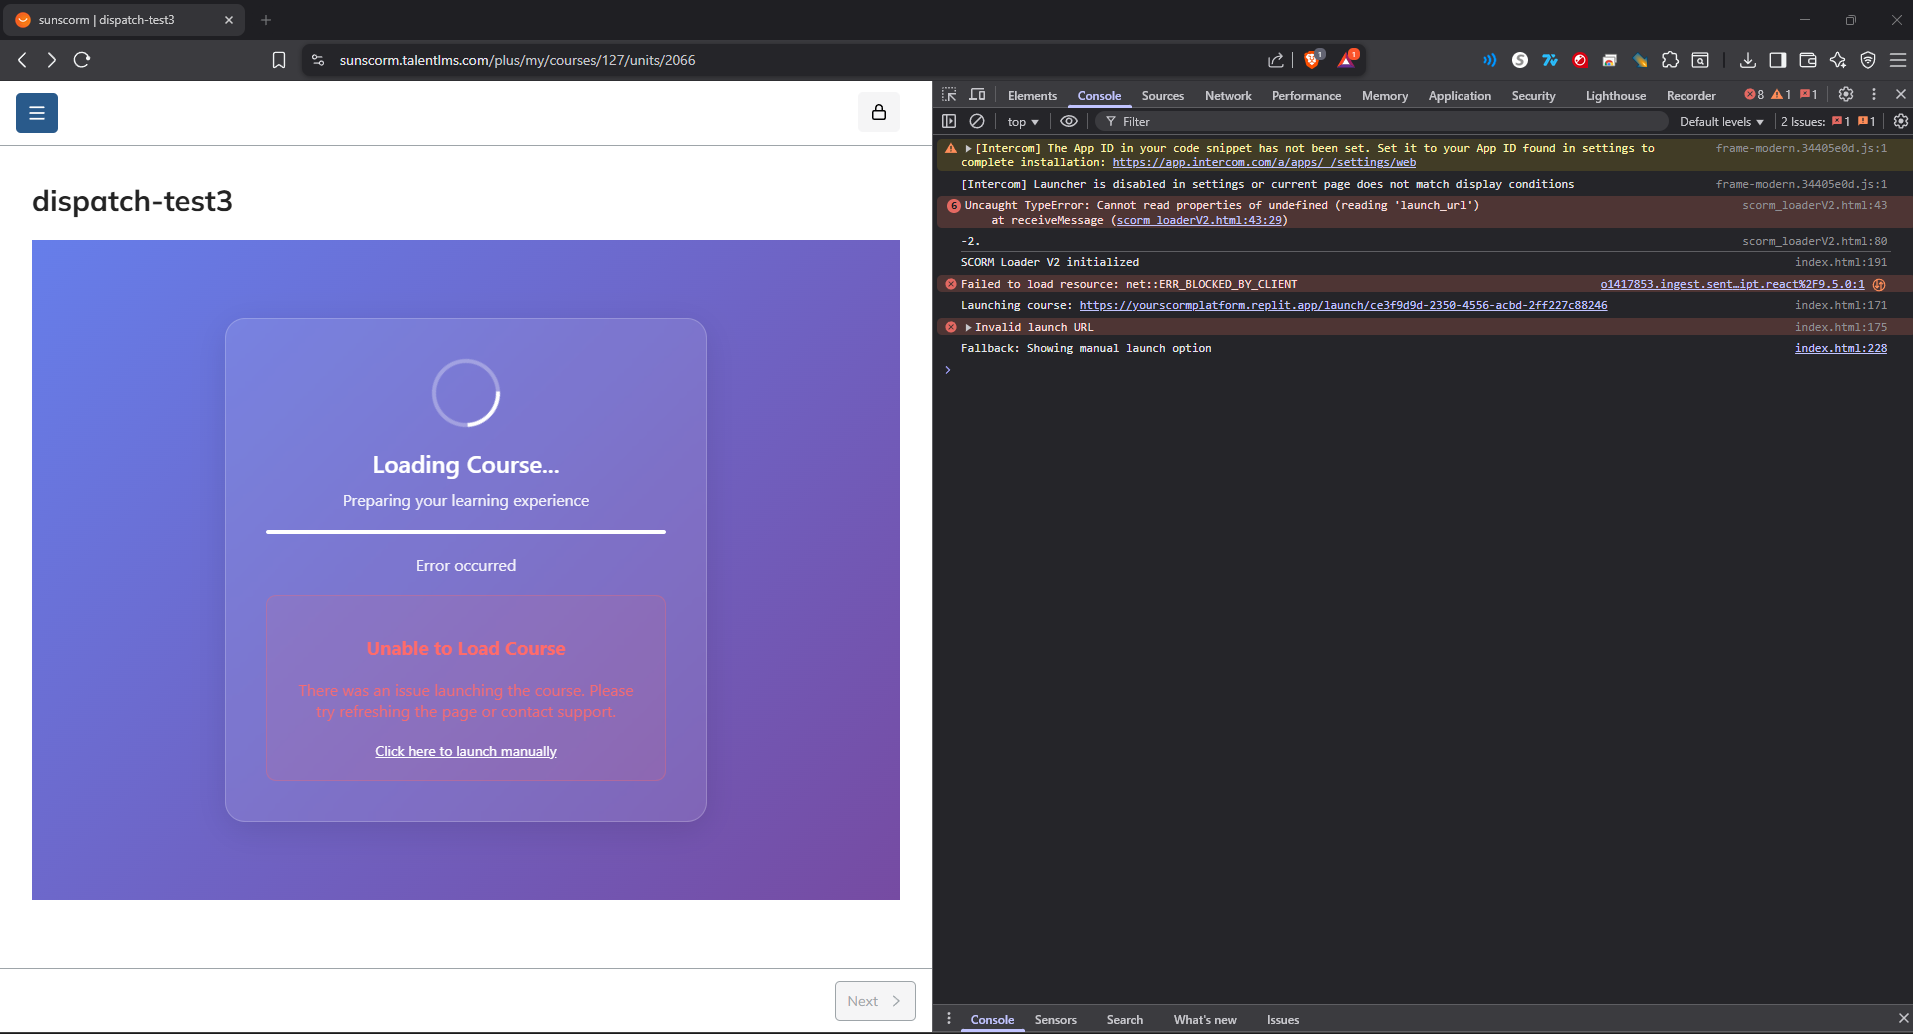 sunscorm | dispatch-test3
sunscorm.talentlms.com/plus/my/courses/127/units/2066
1
1
dispatch-test3
Loading Course...
Preparing your learning experience
Error occurred
Unable to Load Course
There was an issue launching the course. Please
try refreshing the page or contact support.
Click here to launch manually
Next
Elements Console Sources Network Performance Memory Application Security Lighthouse Recorder 8 1 1
top Filter Default levels 2 Issues: 1 1
[Intercom] The App ID in your code snippet has not been set. Set it to your App ID found in settings to frame-modern.34405e0d.js:1
complete installation: https://app.intercom.com/a/apps/_/settings/web
[Intercom] Launcher is disabled in settings or current page does not match display conditions frame-modern.34405e0d.js:1
6 Uncaught TypeError: Cannot read properties of undefined (reading 'launch_url') scorm_loaderV2.html:43
at receiveMessage (scorm_loaderV2.html:43:29)
-2. scorm_loaderV2.html:80
SCORM Loader V2 initialized index.html:191
Failed to load resource: net::ERR_BLOCKED_BY_CLIENT o1417853.ingest.sent…ipt.react%2F9.5.0:1
Launching course: https://yourscormplatform.replit.app/launch/ce3f9d9d-2350-4556-acbd-2ff227c88246 index.html:171
Invalid launch URL index.html:175
Fallback: Showing manual launch option index.html:228
Console Sensors Search What's new Issues